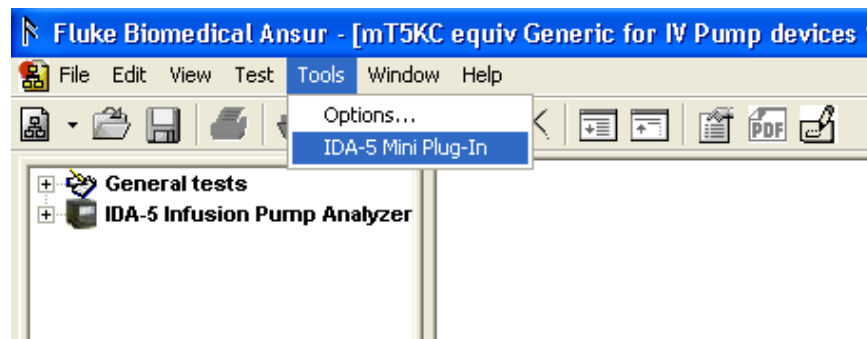 Fluke Biomedical Ansur - [mT5KC equiv Generic for IV Pump devices
File Edit View Test Tools Window Help
Options...
PDF
IDA-5 Mini Plug-In
General tests
IDA-5 Infusion Pump Analyzer